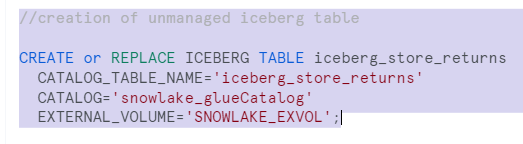 //creation of unmanaged iceberg table
CREATE or REPLACE ICEBERG TABLE iceberg_store_returns
CATALOG_TABLE_NAME='iceberg_store_returns'
CATALOG='snowlake_glueCatalog'
EXTERNAL_VOLUME='SNOWLAKE_EXVOL';